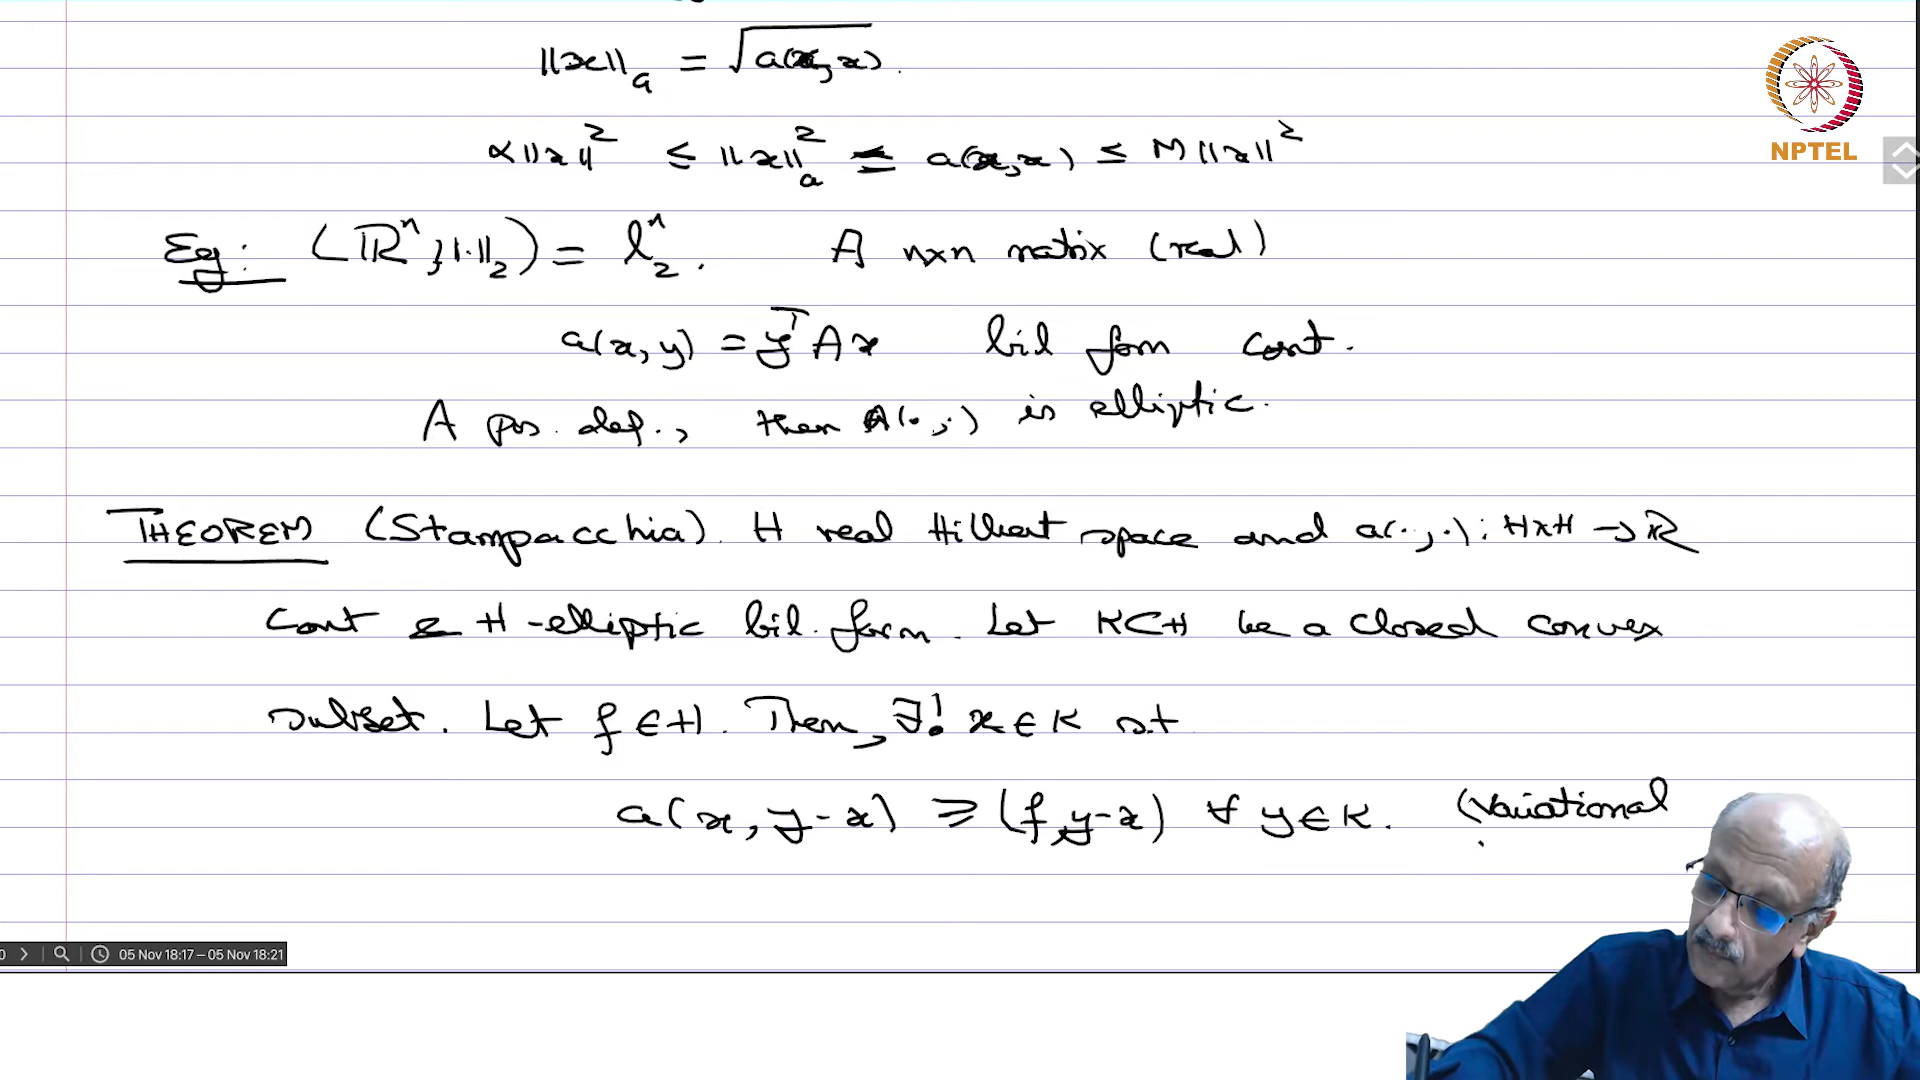 ||x||_a = √a(x,x).
α||x||² ≤ ||x||_a² = a(x,x) ≤ M||x||²
NPTEL
Eg: (ℝⁿ, ||.||₂) = l₂ⁿ. A n×n matrix (real)
a(x,y) = yᵀAx bil form cont.
A pos. def., then a(.,.) is elliptic.
THEOREM (Stampacchia). H real Hilbert space and a(.,.): H×H → ℝ
cont & H-elliptic bil. form. Let K⊂H be a closed convex
subset. Let f∈H. Then, ∃! x∈K s.t
a(x, y-x) ≥ (f, y-x) ∀ y∈K. (Variational
05 Nov 18:17 – 05 Nov 18:21